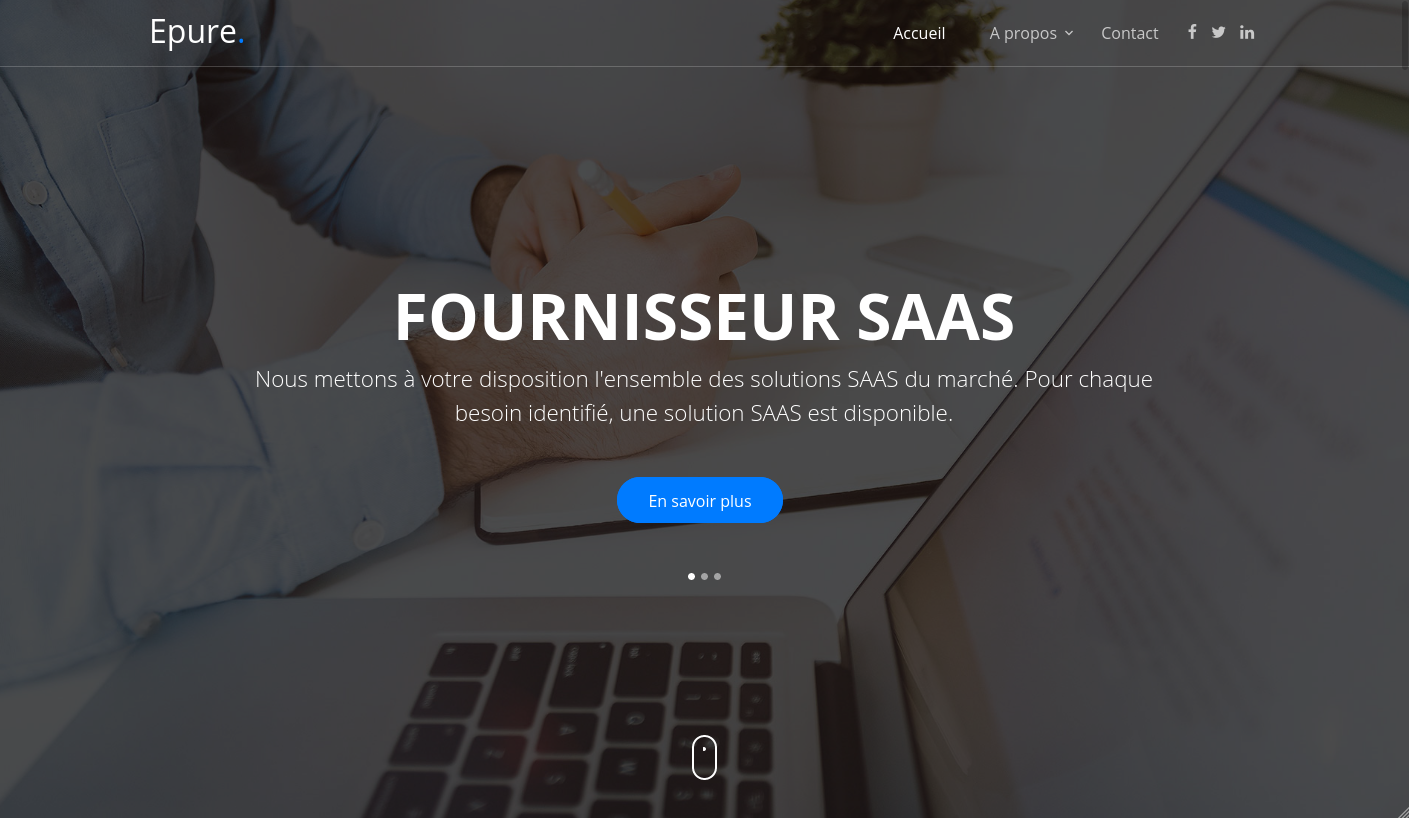 Epure.
Accueil
A propos
Contact
FOURNISSEUR SAAS
Nous mettons à votre disposition l'ensemble des solutions SAAS du marché. Pour chaque
besoin identifié, une solution SAAS est disponible.
En savoir plus